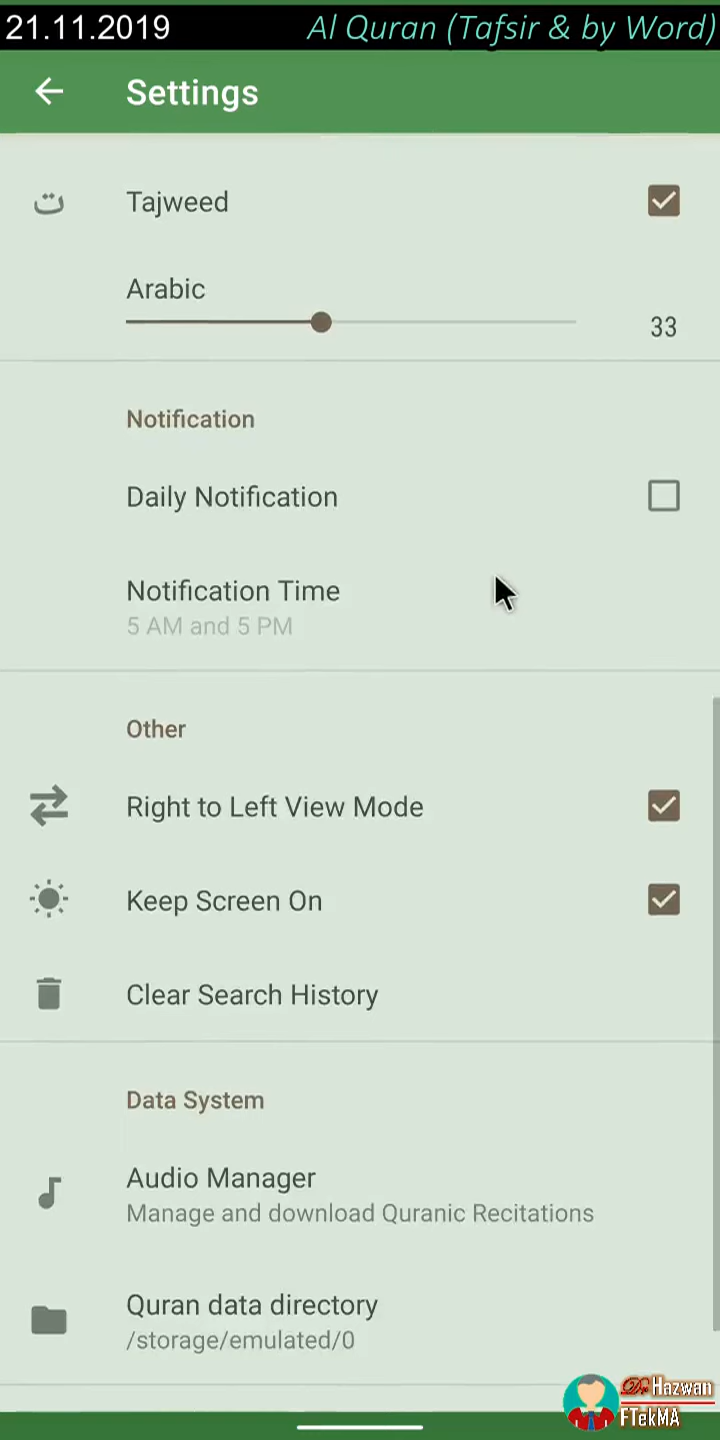 21.11.2019 Al Quran (Tafsir & by Word)
Settings
ت Tajweed
Arabic
33
Notification
Daily Notification
Notification Time
5 AM and 5 PM
Other
Right to Left View Mode
Keep Screen On
Clear Search History
Data System
Audio Manager
Manage and download Quranic Recitations
Quran data directory
/storage/emulated/0
Dr Hazwan
FTekMA